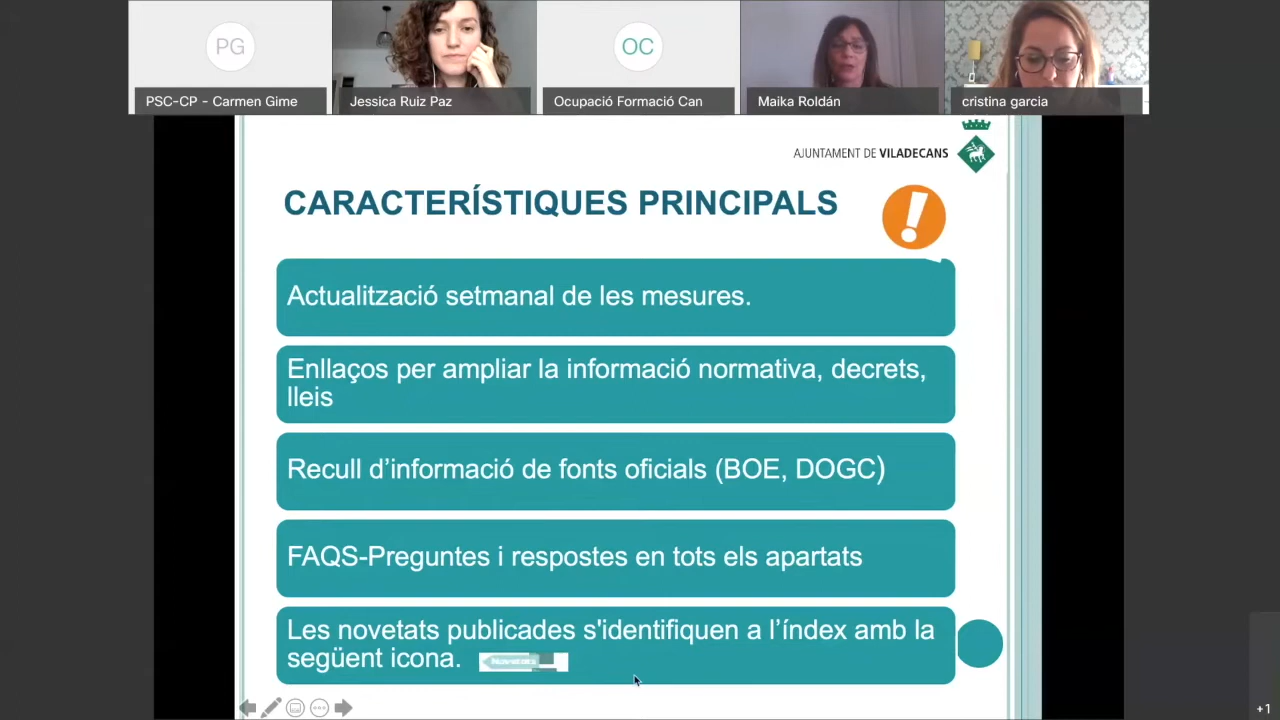 PG
OC
PSC-CP - Carmen Gime
Jessica Ruiz Paz
Ocupació Formació Can
Maika Roldán
cristina garcia
AJUNTAMENT DE VILADECANS
CARACTERÍSTIQUES PRINCIPALS
Actualització setmanal de les mesures.
Enllaços per ampliar la informació normativa, decrets,
lleis
Recull d’informació de fonts oficials (BOE, DOGC)
FAQS-Preguntes i respostes en tots els apartats
Les novetats publicades s'identifiquen a l’índex amb la
següent icona.
+1